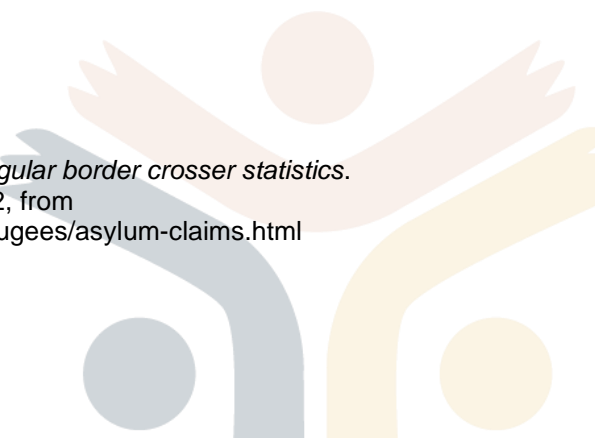 gular border crosser statistics.
2, from
ugees/asylum-claims.html